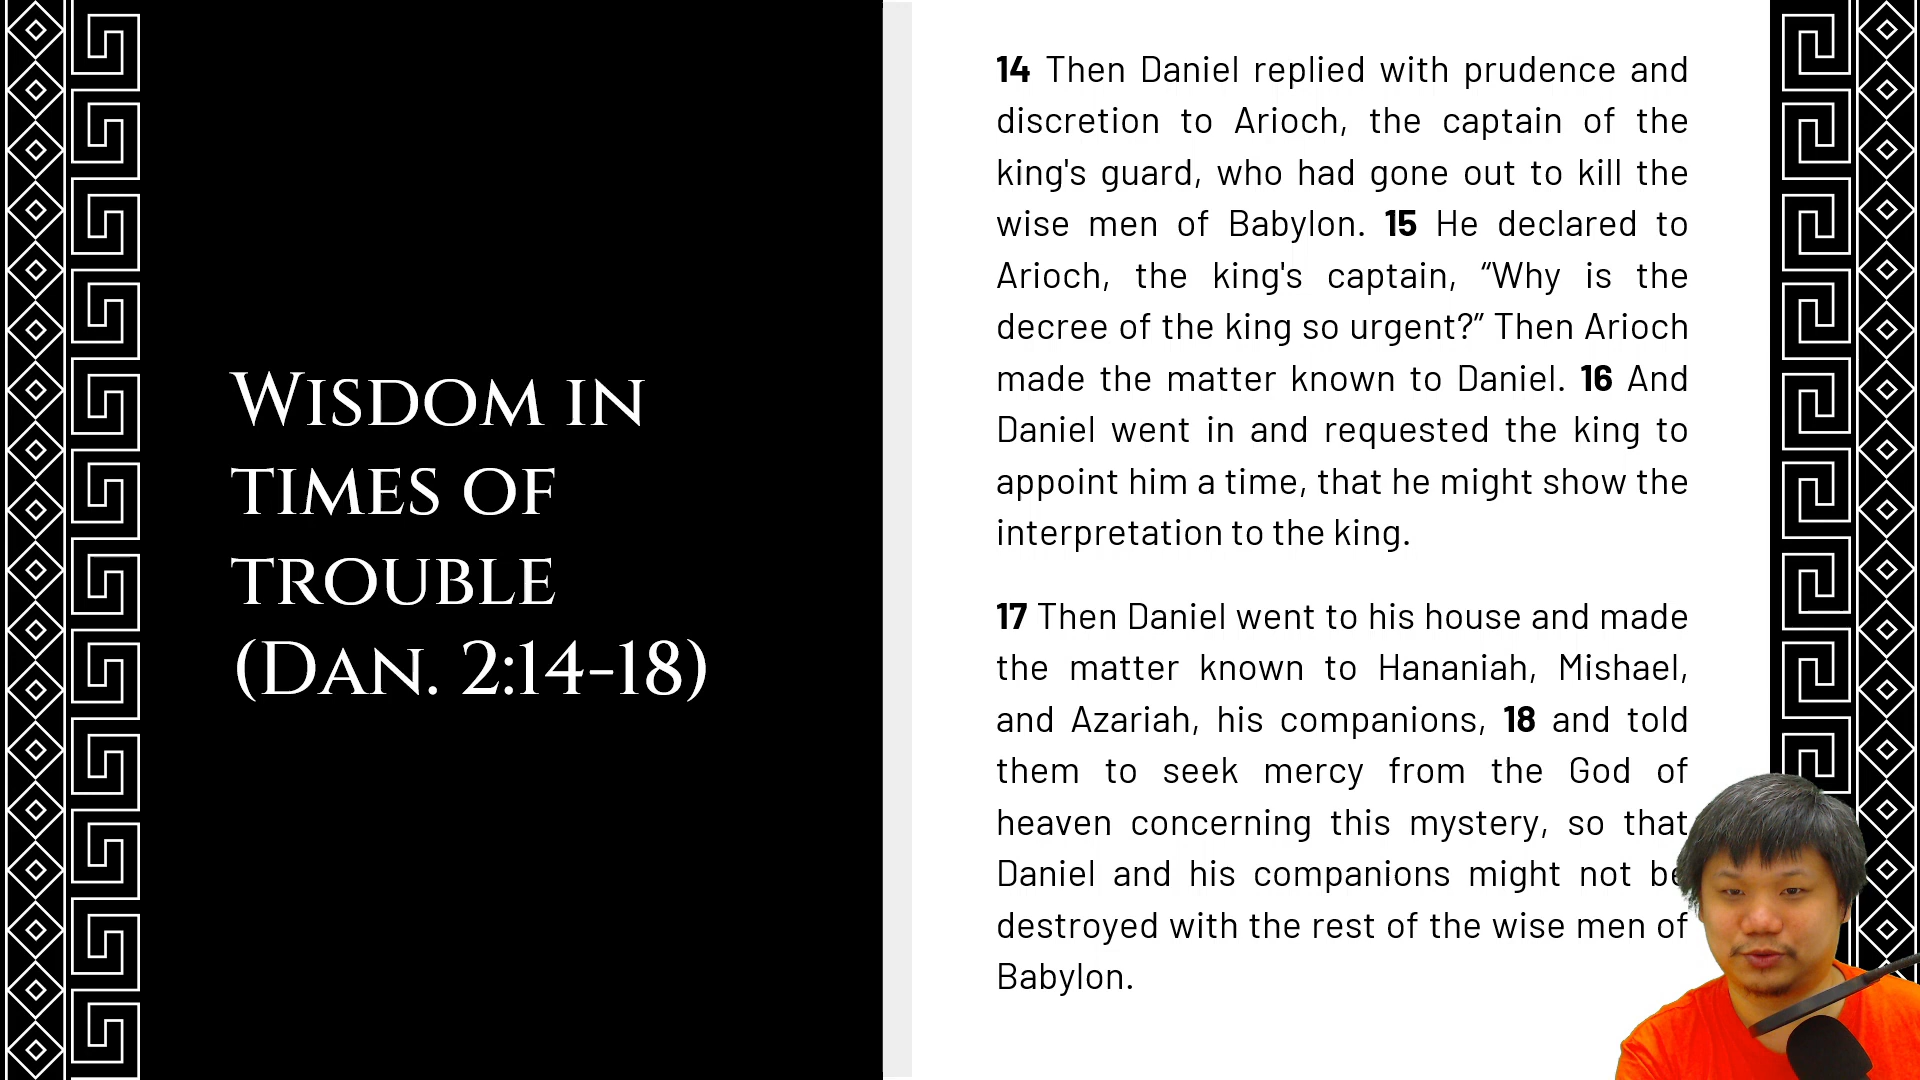 WISDOM IN
TIMES OF
TROUBLE
(DAN. 2:14-18)
14 Then Daniel replied with prudence and
discretion to Arioch, the captain of the
king's guard, who had gone out to kill the
wise men of Babylon. 15 He declared to
Arioch, the king's captain, “Why is the
decree of the king so urgent?” Then Arioch
made the matter known to Daniel. 16 And
Daniel went in and requested the king to
appoint him a time, that he might show the
interpretation to the king.
17 Then Daniel went to his house and made
the matter known to Hananiah, Mishael,
and Azariah, his companions, 18 and told
them to seek mercy from the God of
heaven concerning this mystery, so that
Daniel and his companions might not be
destroyed with the rest of the wise men of
Babylon.